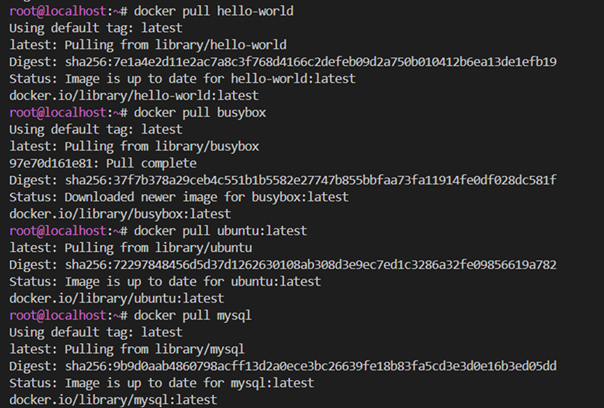 root@localhost:~# docker pull hello-world
Using default tag: latest
latest: Pulling from library/hello-world
Digest: sha256:7e1a4e2d11e2ac7a8c3f768d4166c2defeb09d2a750b010412b6ea13de1efb19
Status: Image is up to date for hello-world:latest
docker.io/library/hello-world:latest
root@localhost:~# docker pull busybox
Using default tag: latest
latest: Pulling from library/busybox
97e70d161e81: Pull complete
Digest: sha256:37f7b378a29ceb4c551b1b5582e27747b855bbfaa73fa11914fe0df028dc581f
Status: Downloaded newer image for busybox:latest
docker.io/library/busybox:latest
root@localhost:~# docker pull ubuntu:latest
latest: Pulling from library/ubuntu
Digest: sha256:72297848456d5d37d1262630108ab308d3e9ec7ed1c3286a32fe09856619a782
Status: Image is up to date for ubuntu:latest
docker.io/library/ubuntu:latest
root@localhost:~# docker pull mysql
Using default tag: latest
latest: Pulling from library/mysql
Digest: sha256:9b9d0aab4860798acff13d2a0ece3bc26639fe18b83fa5cd3e3d0e16b3ed05dd
Status: Image is up to date for mysql:latest
docker.io/library/mysql:latest